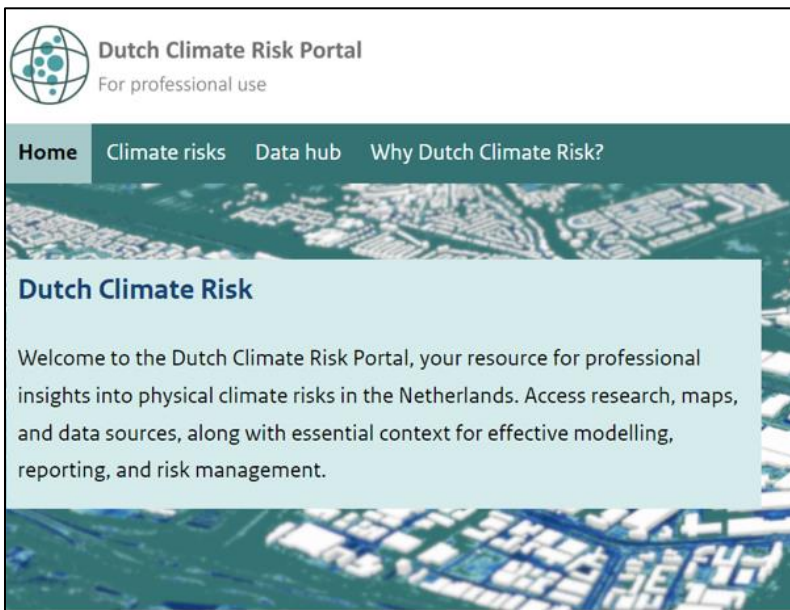 Dutch Climate Risk Portal
For professional use
Home Climate risks Data hub Why Dutch Climate Risk?
Dutch Climate Risk
Welcome to the Dutch Climate Risk Portal, your resource for professional
insights into physical climate risks in the Netherlands. Access research, maps,
and data sources, along with essential context for effective modelling,
reporting, and risk management.